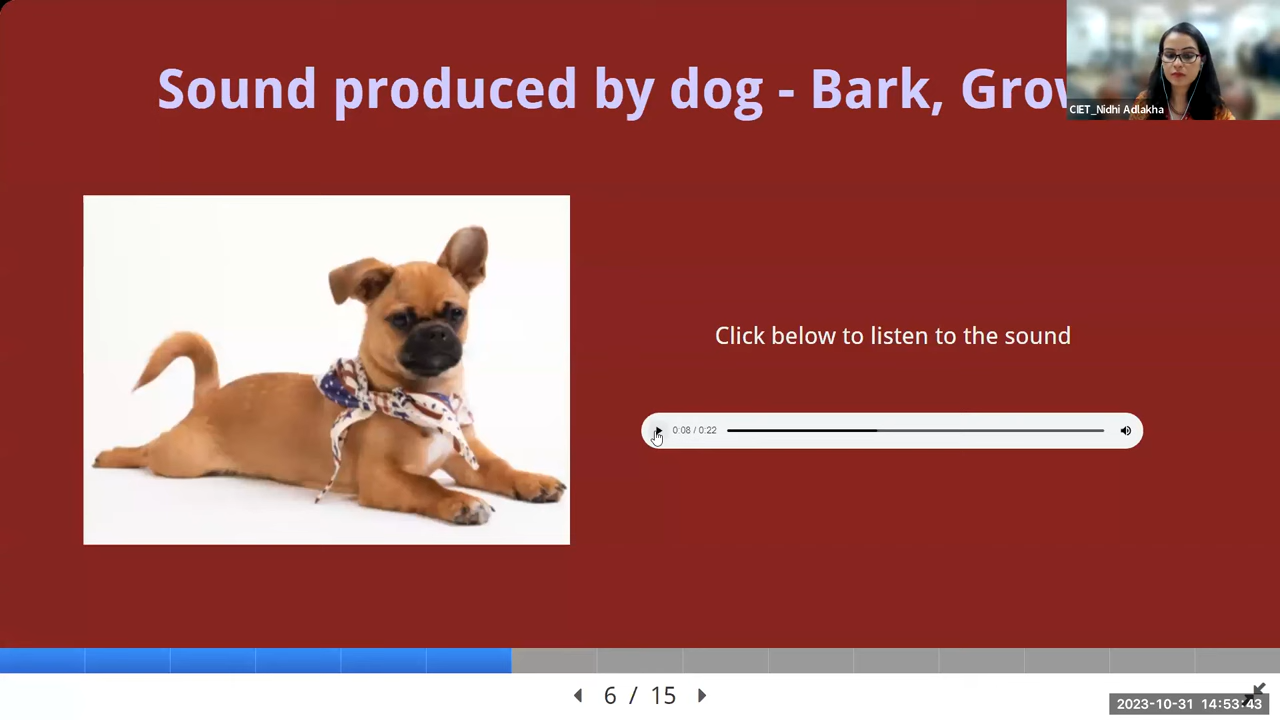 Sound produced by dog - Bark,
CIET_Nidhi Adlakha
Click below to listen to the sound
0:08 / 0:22
6 / 15
2023-10-31 14:53:43